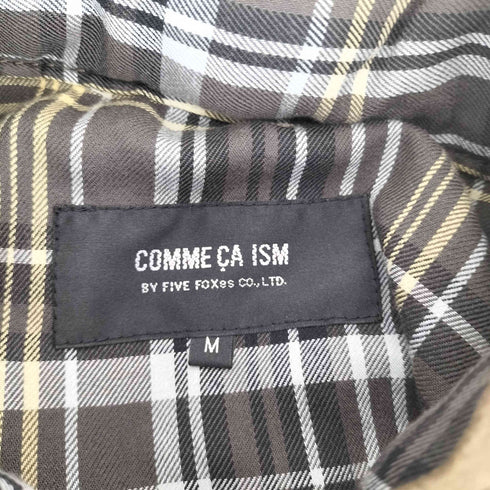 COMME ÇA ISM
BY FIVE FOXes CO., LTD.
M